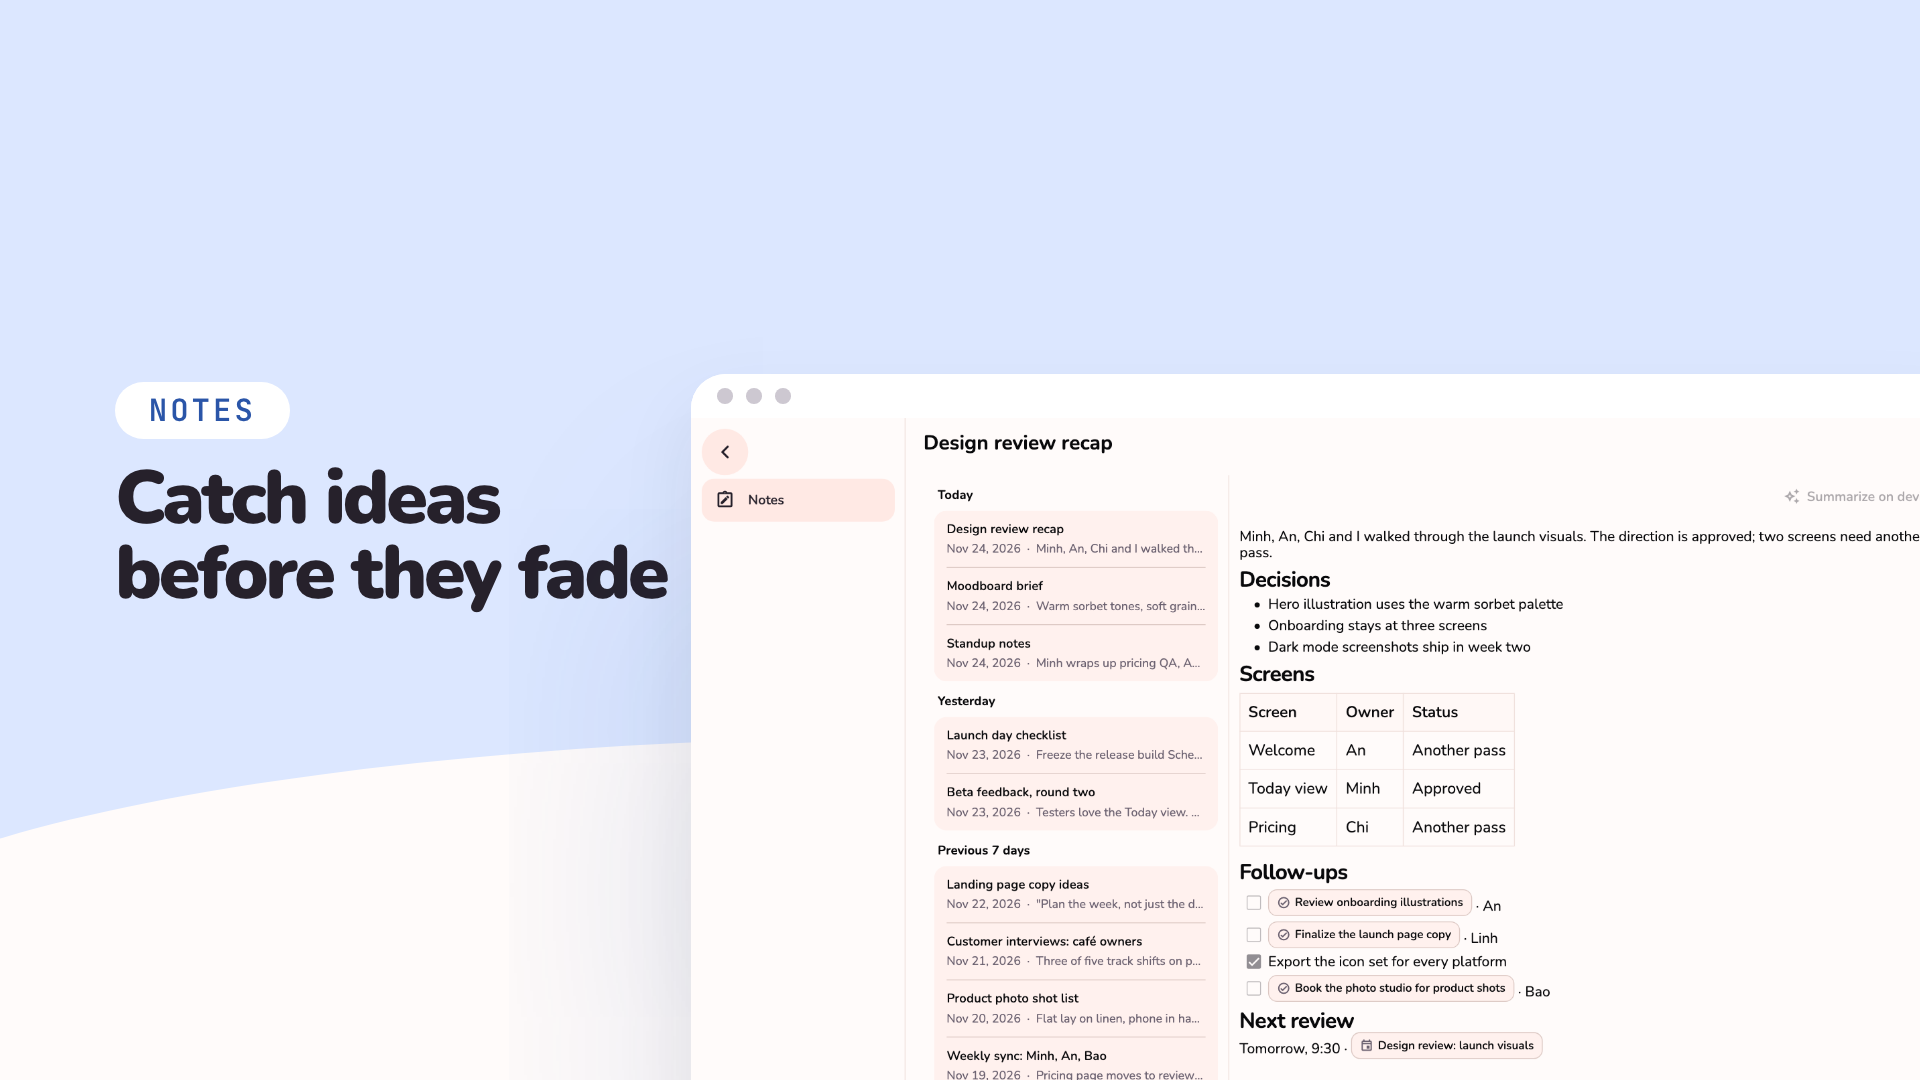 NOTES
Catch ideas
before they fade
Design review recap
Notes
Today
Design review recap
Nov 24, 2026 · Minh, An, Chi and I walked th...
Moodboard brief
Nov 24, 2026 · Warm sorbet tones, soft grain...
Standup notes
Nov 24, 2026 · Minh wraps up pricing QA, A...
Yesterday
Launch day checklist
Nov 23, 2026 · Freeze the release build Sche...
Beta feedback, round two
Nov 23, 2026 · Testers love the Today view. ...
Previous 7 days
Landing page copy ideas
Nov 22, 2026 · "Plan the week, not just the d...
Customer interviews: café owners
Nov 21, 2026 · Three of five track shifts on p...
Product photo shot list
Nov 20, 2026 · Flat lay on linen, phone in ha...
Weekly sync: Minh, An, Bao
Nov 19, 2026 · Pricing page moves to review...
Summarize on dev
Minh, An, Chi and I walked through the launch visuals. The direction is approved; two screens need anothe
pass.
Decisions
• Hero illustration uses the warm sorbet palette
• Onboarding stays at three screens
• Dark mode screenshots ship in week two
Screens
Screen Owner Status
Welcome An Another pass
Today view Minh Approved
Pricing Chi Another pass
Follow-ups
Review onboarding illustrations · An
Finalize the launch page copy · Linh
Export the icon set for every platform
Book the photo studio for product shots · Bao
Next review
Tomorrow, 9:30 · Design review: launch visuals